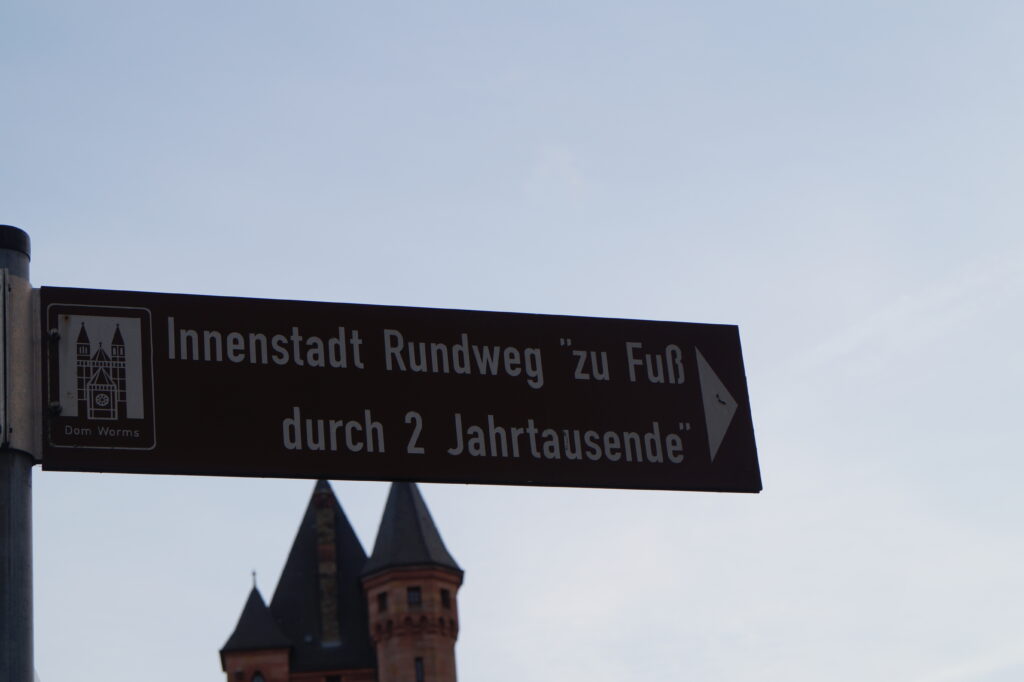 Innenstadt Rundweg "zu Fuß
durch 2 Jahrtausende"
Dom Worms